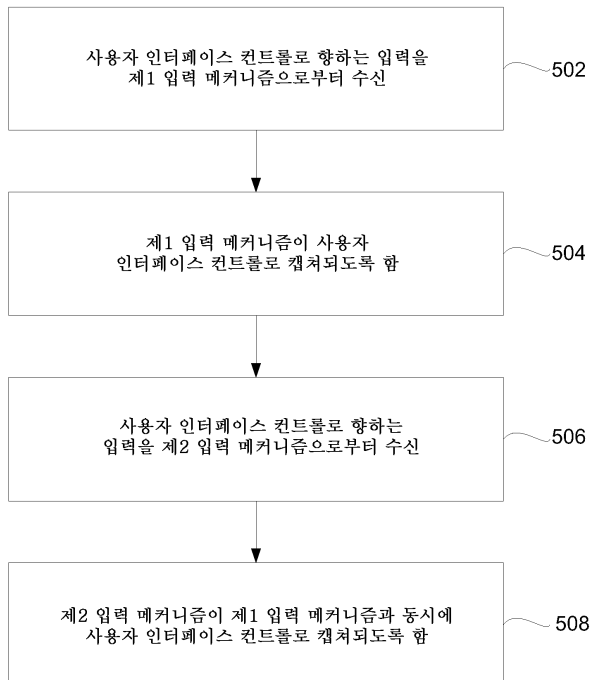 사용자 인터페이스 컨트롤로 향하는 입력을
제1 입력 메커니즘으로부터 수신
502
제1 입력 메커니즘이 사용자
인터페이스 컨트롤로 캡쳐되도록 함
504
사용자 인터페이스 컨트롤로 향하는
입력을 제2 입력 메커니즘으로부터 수신
506
제2 입력 메커니즘이 제1 입력 메커니즘과 동시에
사용자 인터페이스 컨트롤로 캡쳐되도록 함
508